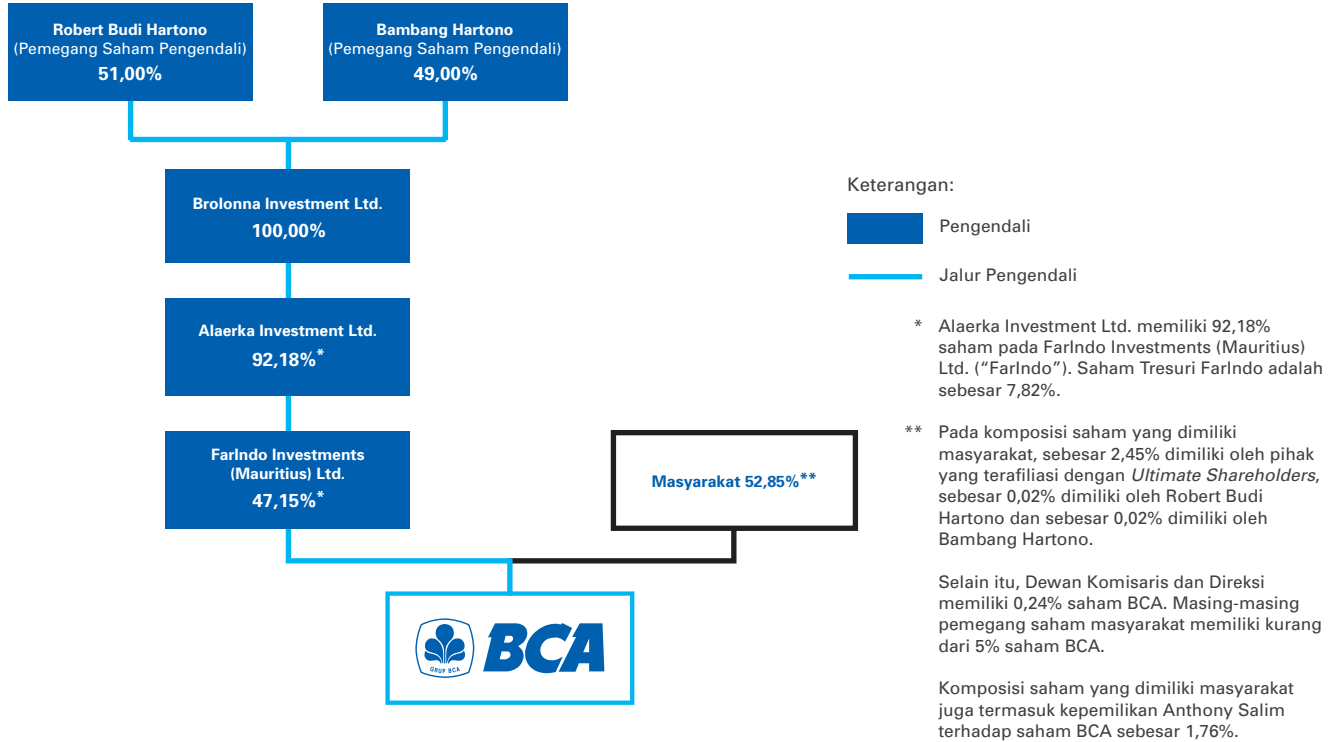 Robert Budi Hartono
(Pemegang Saham Pengendali)
51,00%
Bambang Hartono
(Pemegang Saham Pengendali)
49,00%
Brolonna Investment Ltd.
100,00%
Alaerka Investment Ltd.
92,18%*
FarIndo Investments
(Mauritius) Ltd.
47,15%*
Masyarakat 52,85%**
GRUP BCA
BCA
Keterangan:
Pengendali
Jalur Pengendali
* Alaerka Investment Ltd. memiliki 92,18%
saham pada FarIndo Investments (Mauritius)
Ltd. (“FarIndo”). Saham Tresuri FarIndo adalah
sebesar 7,82%.
** Pada komposisi saham yang dimiliki
masyarakat, sebesar 2,45% dimiliki oleh pihak
yang terafiliasi dengan Ultimate Shareholders,
sebesar 0,02% dimiliki oleh Robert Budi
Hartono dan sebesar 0,02% dimiliki oleh
Bambang Hartono.
Selain itu, Dewan Komisaris dan Direksi
memiliki 0,24% saham BCA. Masing-masing
pemegang saham masyarakat memiliki kurang
dari 5% saham BCA.
Komposisi saham yang dimiliki masyarakat
juga termasuk kepemilikan Anthony Salim
terhadap saham BCA sebesar 1,76%.